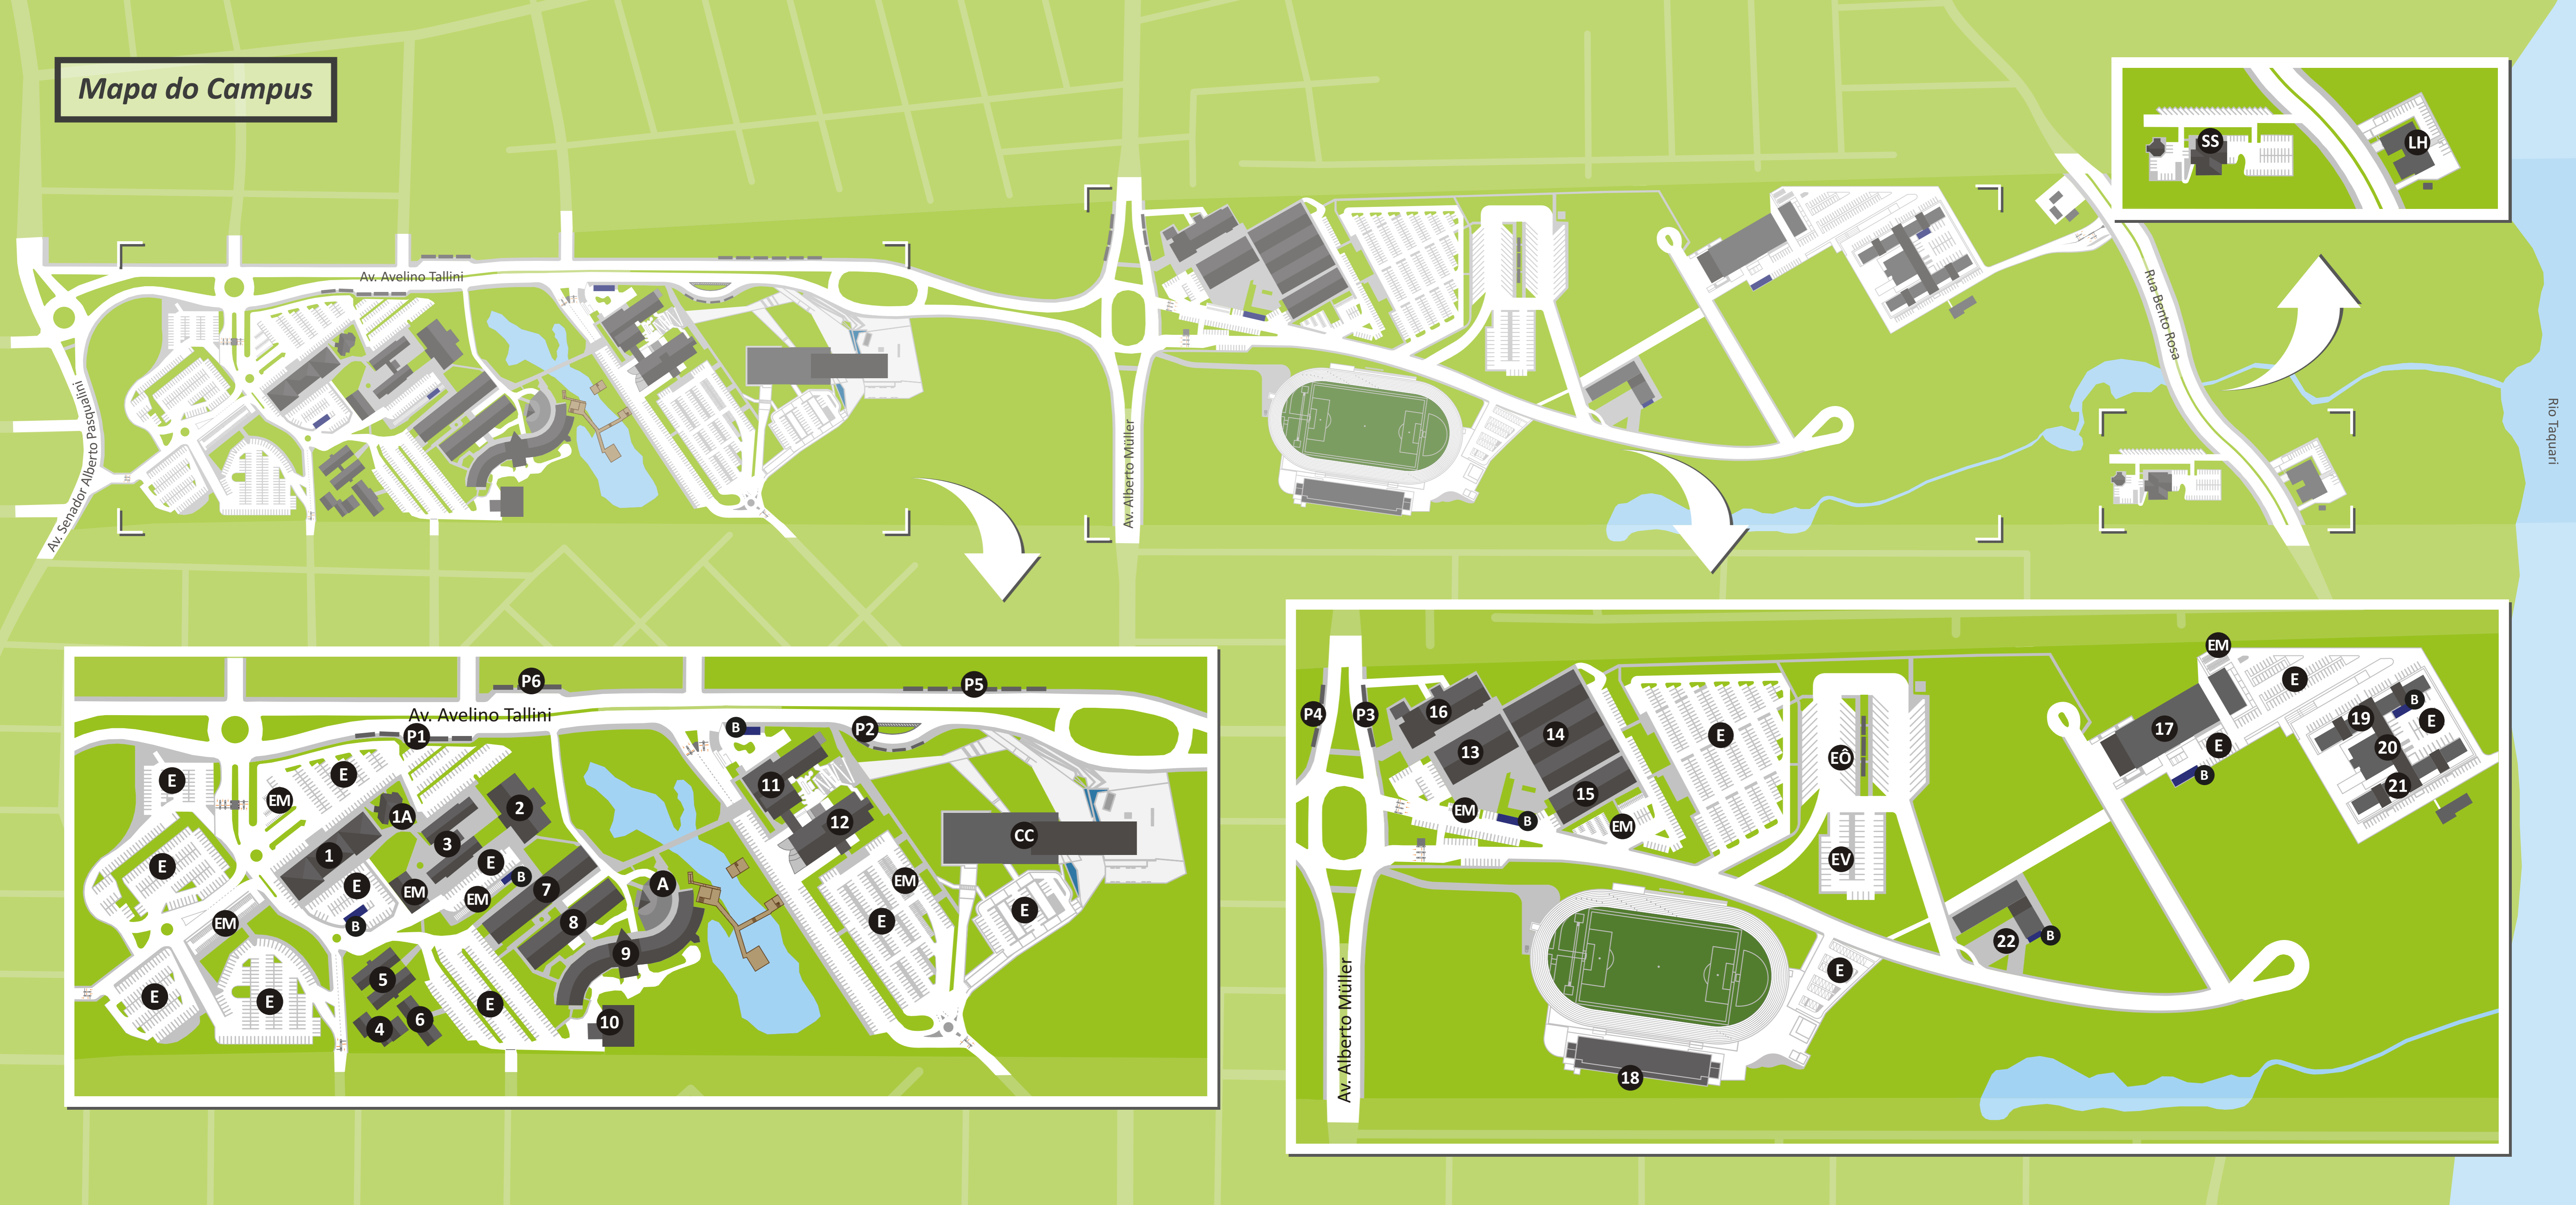 Mapa do Campus
SS
LH
Av. Avelino Tallini
Av. Senador Alberto Pasqualini
Av. Alberto Müller
Rua Bento Rosa
Rio Taquari
P6
P5
Av. Avelino Tallini
P1
B
P2
E
E
EM
1A
2
11
12
CC
1
3
E
E
E
EM
EM
B
7
A
EM
E
E
EM
B
8
9
5
E
E
E
4
6
10
EM
P4
P3
16
13
14
15
E
EÔ
EV
EM
B
EM
17
E
B
E
19
B
E
20
21
22
B
E
18
Av. Alberto Müller